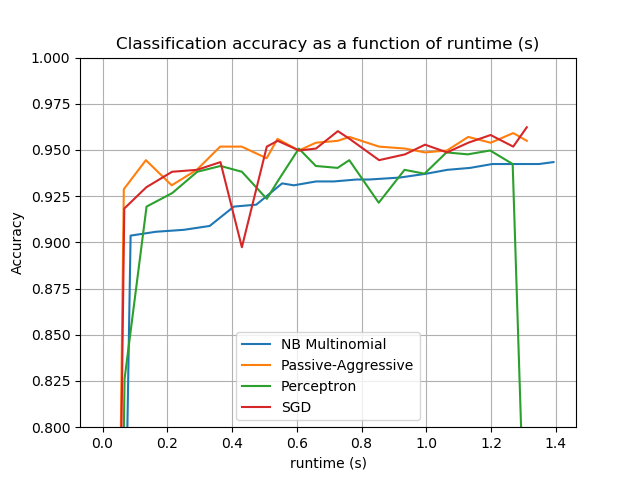 Classification accuracy as a function of runtime (s)
1.000
0.975
0.950
0.925
0.900
0.875
0.850
0.825
0.800
Accuracy
NB Multinomial
Passive-Aggressive
Perceptron
SGD
0.0 0.2 0.4 0.6 0.8 1.0 1.2 1.4
runtime (s)